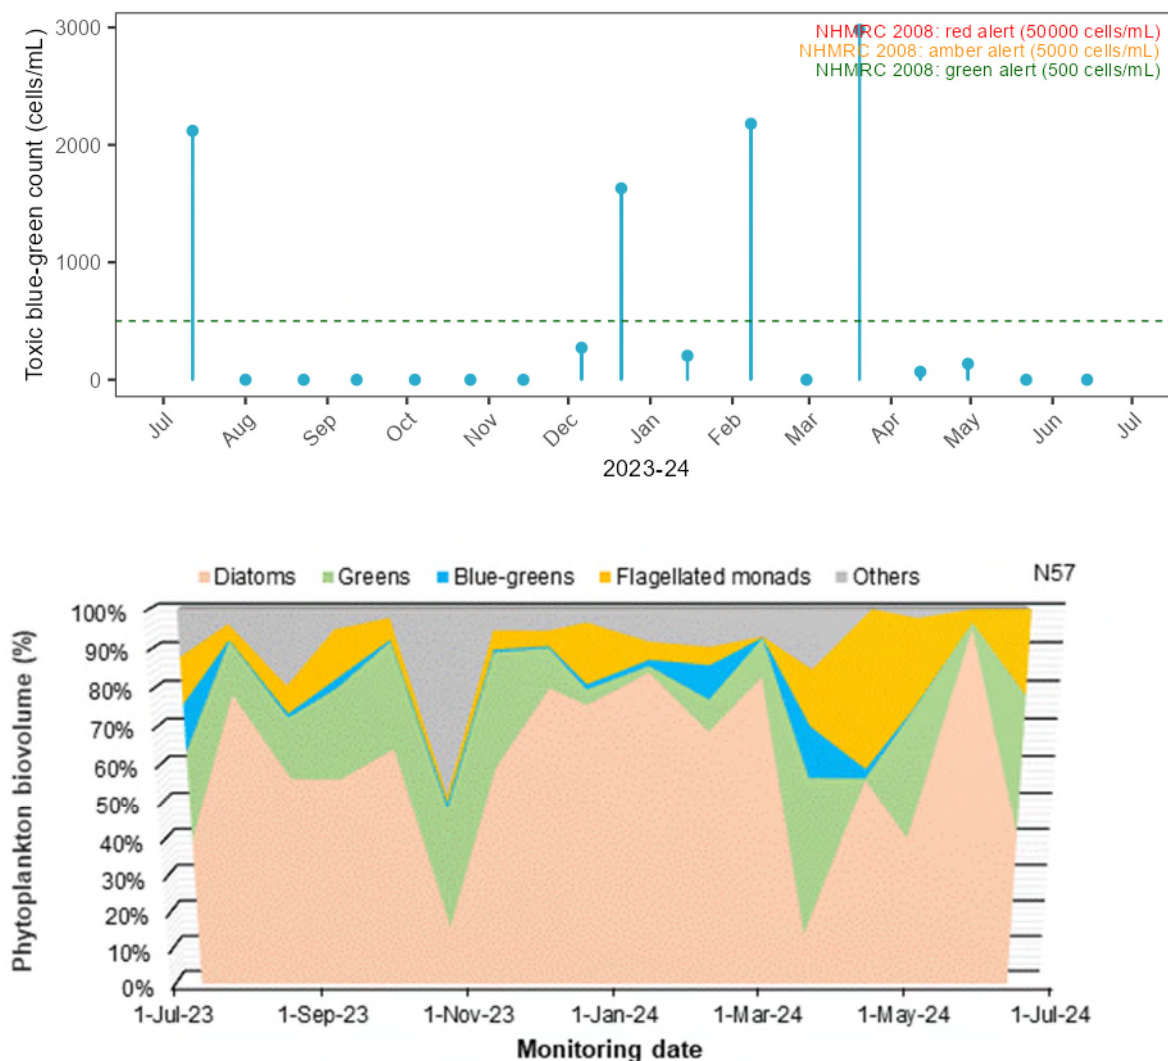 Toxic blue-green count (cells/mL)
3000
2000
1000
0
NHMRC 2008: red alert (50000 cells/mL)
NHMRC 2008: amber alert (5000 cells/mL)
NHMRC 2008: green alert (500 cells/mL)
Jul Aug Sep Oct Nov Dec Jan Feb Mar Apr May Jun Jul
2023-24
Diatoms Greens Blue-greens Flagellated monads Others N57
Phytoplankton biovolume (%)
100%
90%
80%
70%
60%
50%
40%
30%
20%
10%
0%
1-Jul-23 1-Sep-23 1-Nov-23 1-Jan-24 1-Mar-24 1-May-24 1-Jul-24
Monitoring date